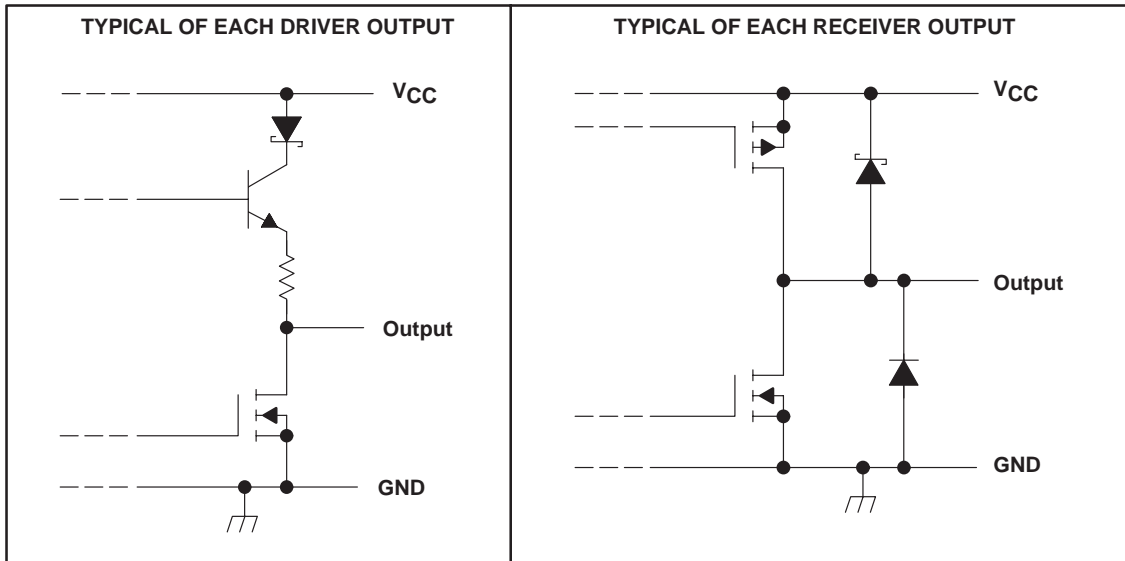 TYPICAL OF EACH DRIVER OUTPUT
VCC
Output
GND
TYPICAL OF EACH RECEIVER OUTPUT
VCC
Output
GND